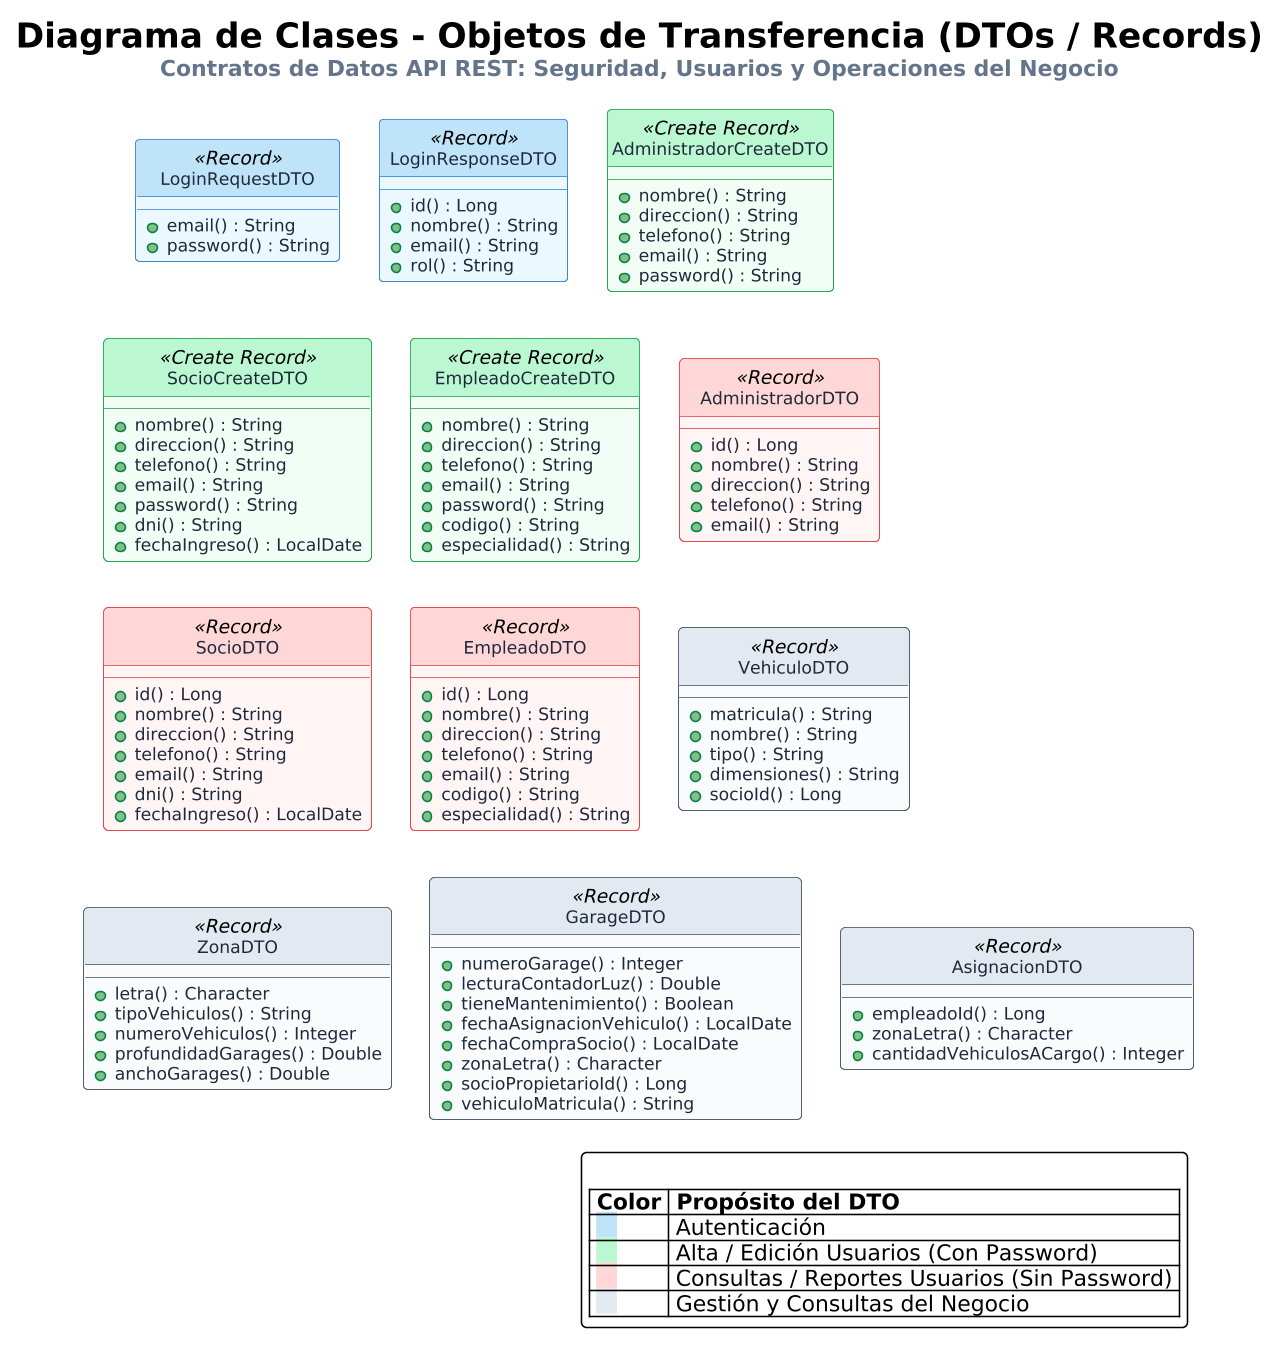 Diagrama de Clases - Objetos de Transferencia (DTOs / Records)
Contratos de Datos API REST: Seguridad, Usuarios y Operaciones del Negocio
«Record»
LoginRequestDTO
email() : String
password() : String
«Record»
LoginResponseDTO
id() : Long
nombre() : String
email() : String
rol() : String
«Create Record»
AdministradorCreateDTO
nombre() : String
direccion() : String
telefono() : String
email() : String
password() : String
«Create Record»
SocioCreateDTO
nombre() : String
direccion() : String
telefono() : String
email() : String
password() : String
dni() : String
fechaIngreso() : LocalDate
«Create Record»
EmpleadoCreateDTO
nombre() : String
direccion() : String
telefono() : String
email() : String
password() : String
codigo() : String
especialidad() : String
«Record»
AdministradorDTO
id() : Long
nombre() : String
direccion() : String
telefono() : String
email() : String
«Record»
SocioDTO
id() : Long
nombre() : String
direccion() : String
telefono() : String
email() : String
dni() : String
fechaIngreso() : LocalDate
«Record»
EmpleadoDTO
id() : Long
nombre() : String
direccion() : String
telefono() : String
email() : String
codigo() : String
especialidad() : String
«Record»
VehiculoDTO
matricula() : String
nombre() : String
tipo() : String
dimensiones() : String
socioId() : Long
«Record»
ZonaDTO
letra() : Character
tipoVehiculos() : String
numeroVehiculos() : Integer
profundidadGarages() : Double
anchoGarages() : Double
«Record»
GarageDTO
numeroGarage() : Integer
lecturaContadorLuz() : Double
tieneMantenimiento() : Boolean
fechaAsignacionVehiculo() : LocalDate
fechaCompraSocio() : LocalDate
zonaLetra() : Character
socioPropietarioId() : Long
vehiculoMatricula() : String
«Record»
AsignacionDTO
empleadoId() : Long
zonaLetra() : Character
cantidadVehiculosACargo() : Integer
Color Propósito del DTO
Autenticación
Alta / Edición Usuarios (Con Password)
Consultas / Reportes Usuarios (Sin Password)
Gestión y Consultas del Negocio